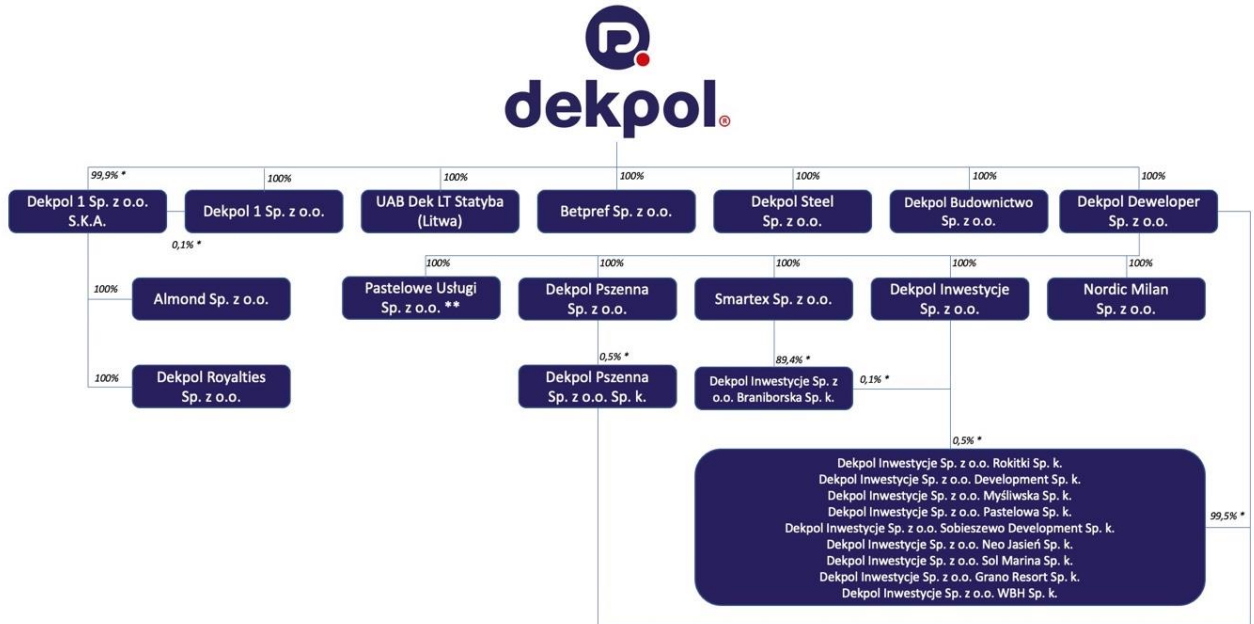 dekpol®
99,9% *
100%
100%
100%
100%
100%
100%
Dekpol 1 Sp. z o.o.
S.K.A.
Dekpol 1 Sp. z o.o.
UAB Dek LT Statyba
(Litwa)
Betpref Sp. z o.o.
Dekpol Steel
Sp. z o.o.
Dekpol Budownictwo
Sp. z o.o.
Dekpol Deweloper
Sp. z o.o.
0,1% *
100%
100%
100%
100%
100%
100%
Almond Sp. z o.o.
Pastelowe Usługi
Sp. z o.o. **
Dekpol Pszenna
Sp. z o.o.
Smartex Sp. z o.o.
Dekpol Inwestycje
Sp. z o.o.
Nordic Milan
Sp. z o.o.
100%
Dekpol Royalties
Sp. z o.o.
0,5% *
Dekpol Pszenna
Sp. z o.o. Sp. k.
89,4% *
Dekpol Inwestycje Sp. z
o.o. Braniborska Sp. k.
0,1% *
0,5% *
Dekpol Inwestycje Sp. z o.o. Rokitki Sp. k.
Dekpol Inwestycje Sp. z o.o. Development Sp. k.
Dekpol Inwestycje Sp. z o.o. Myśliwska Sp. k.
Dekpol Inwestycje Sp. z o.o. Pastelowa Sp. k.
Dekpol Inwestycje Sp. z o.o. Sobieszewo Development Sp. k.
Dekpol Inwestycje Sp. z o.o. Neo Jasień Sp. k.
Dekpol Inwestycje Sp. z o.o. Sol Marina Sp. k.
Dekpol Inwestycje Sp. z o.o. Grano Resort Sp. k.
Dekpol Inwestycje Sp. z o.o. WBH Sp. k.
99,5% *